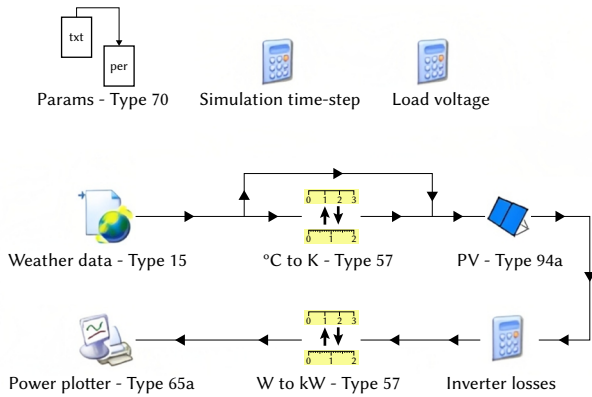 txt
per
Params - Type 70
Simulation time-step
Load voltage
0 1 2 3
0 1 2
Weather data - Type 15
°C to K - Type 57
PV - Type 94a
0 1 2 3
0 1 2
Power plotter - Type 65a
W to kW - Type 57
Inverter losses